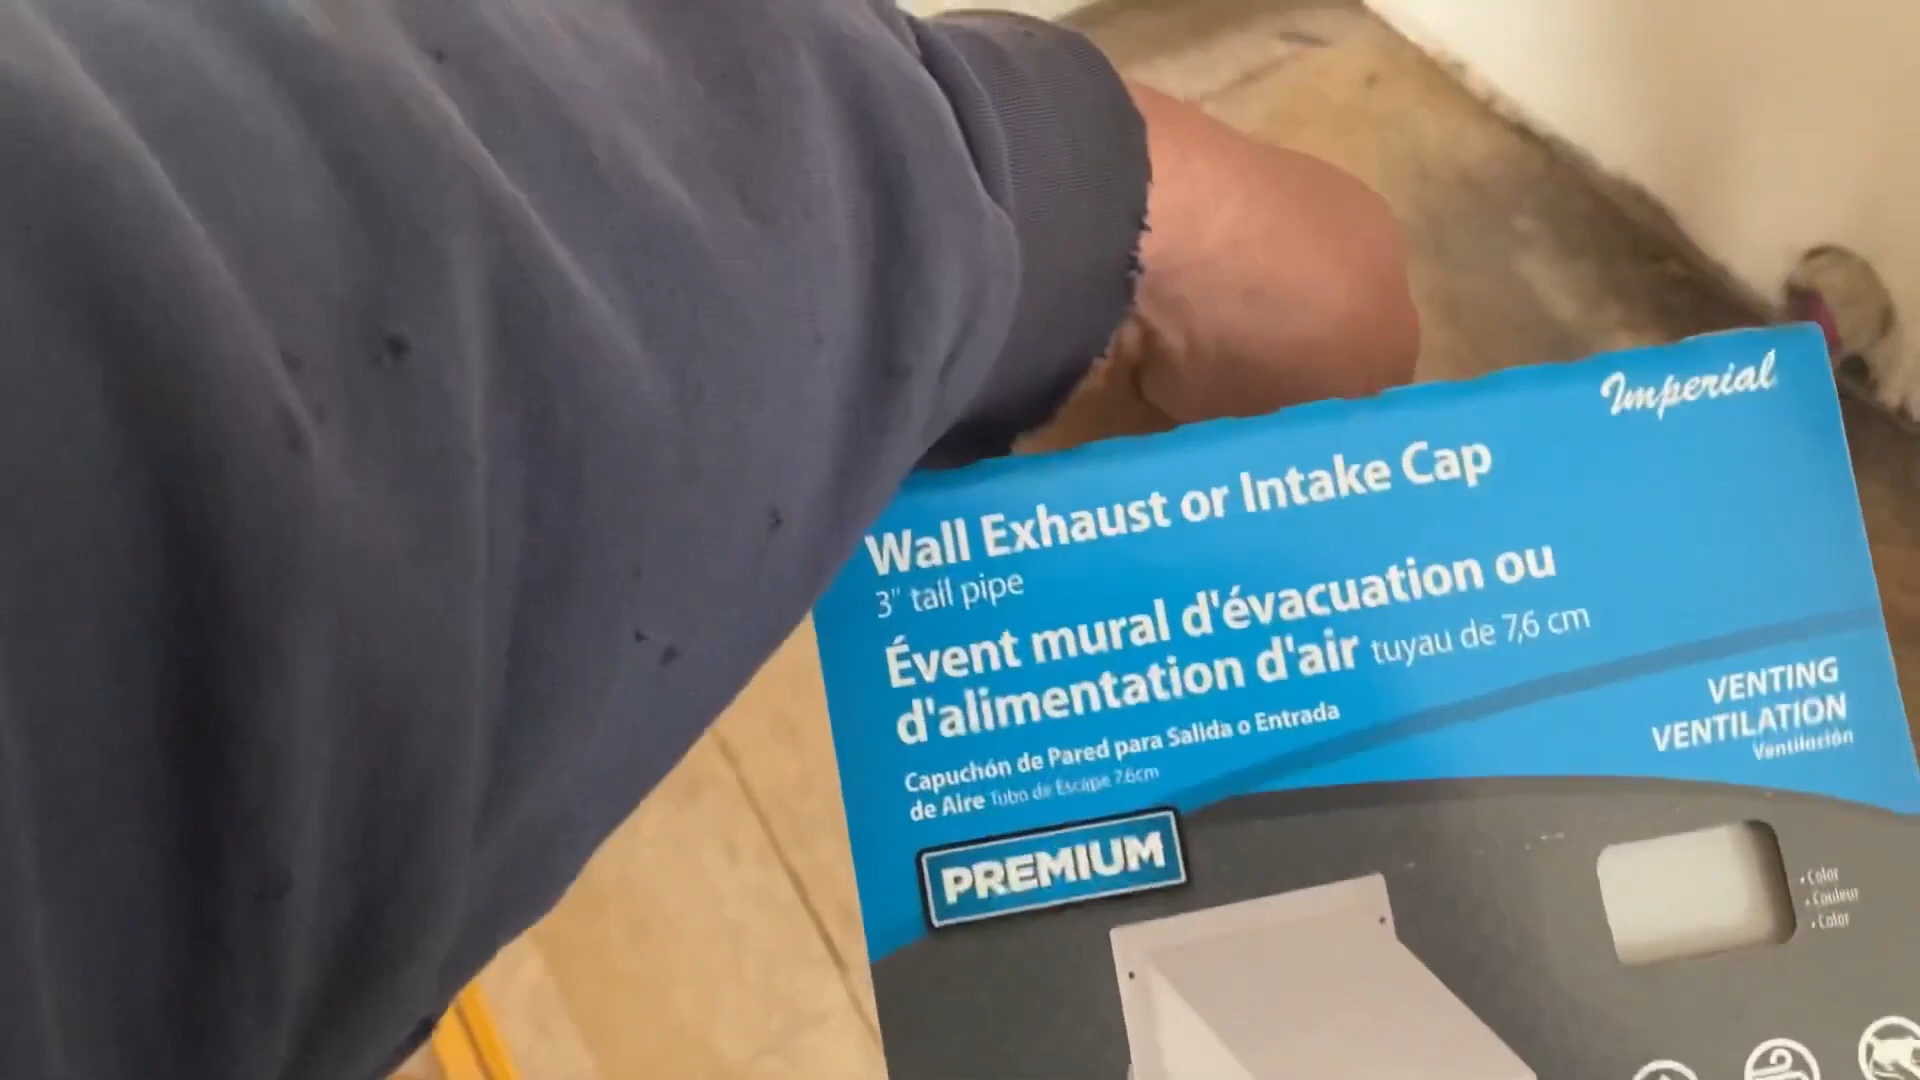 Imperial
Wall Exhaust or Intake Cap
3" tail pipe
Évent mural d'évacuation ou
d'alimentation d'air tuyau de 7,6 cm
Capuchón de Pared para Salida o Entrada
de Aire Tubo de Escape 7.6cm
VENTING
VENTILATION
Ventilación
PREMIUM
• Color
• Couleur
• Color